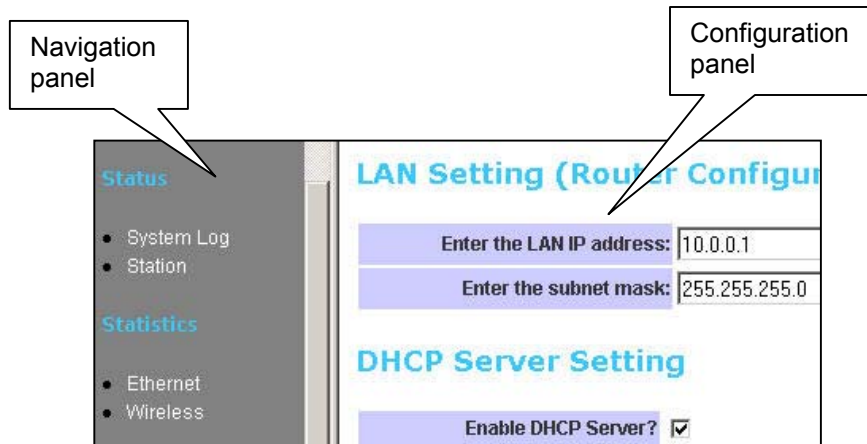 Navigation
panel
Configuration
panel
Status
System Log
Station
Statistics
Ethernet
Wireless
LAN Setting (Router Configur
Enter the LAN IP address: 10.0.0.1
Enter the subnet mask: 255.255.255.0
DHCP Server Setting
Enable DHCP Server?